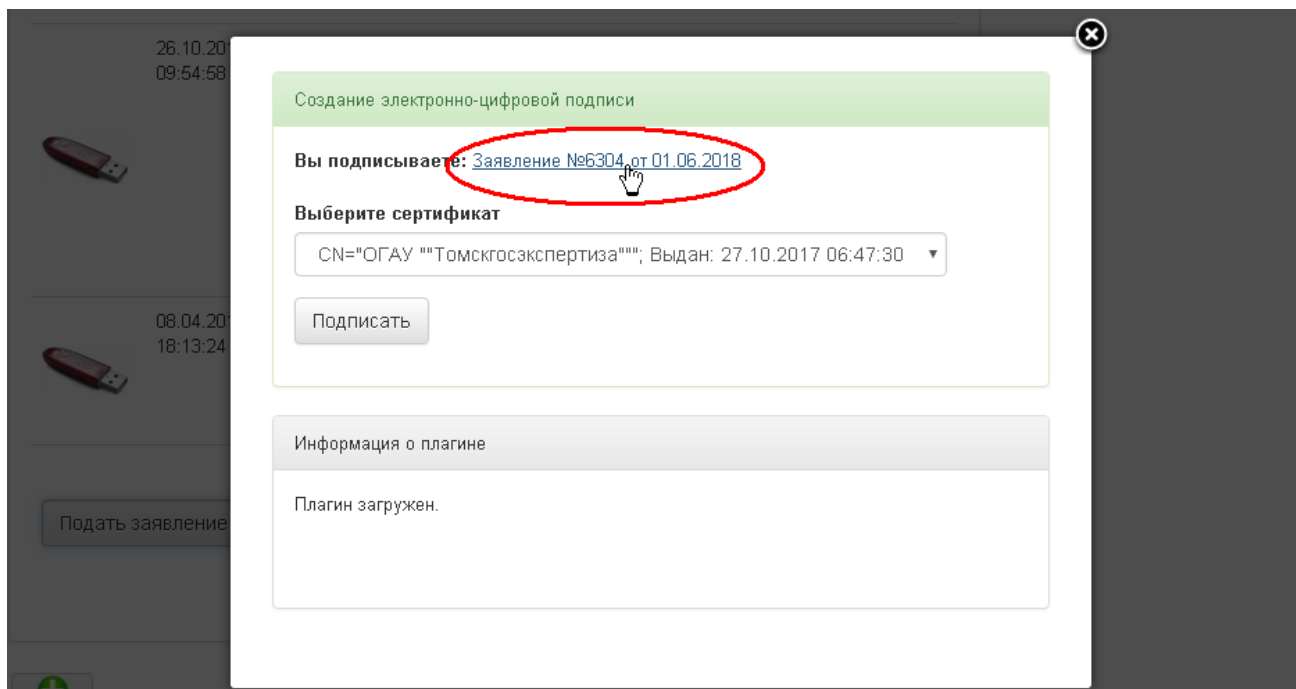 26.10.20
09:54:58
Создание электронно-цифровой подписи
Вы подписываете: Заявление №6304 от 01.06.2018
Выберите сертификат
CN="ОГАУ ""Томскгосэкспертиза"""; Выдан: 27.10.2017 06:47:30
Подписать
08.04.20
18:13:24
Информация о плагине
Плагин загружен.
Подать заявление